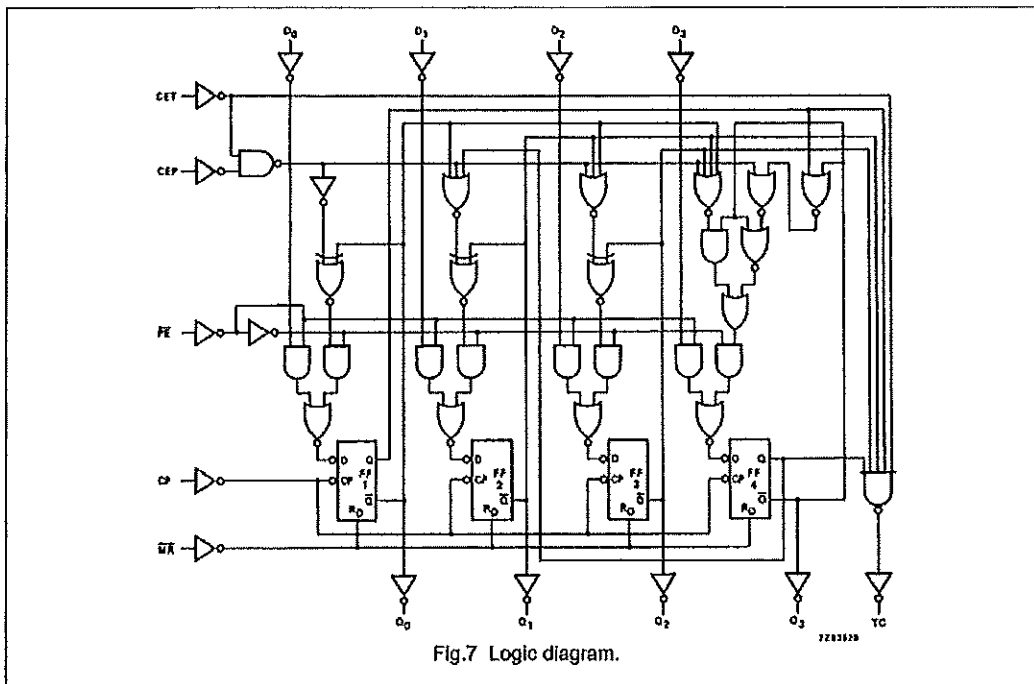 D0 D1 D2 D3
CET
CEP
PE
D Q FF 1 CP Q RD
D FF 2 CP Q RD
D FF 3 CP Q RD
D Q FF 4 CP Q RD
CP
MR
Q0 Q1 Q2 Q3 TC
Fig.7 Logic diagram.